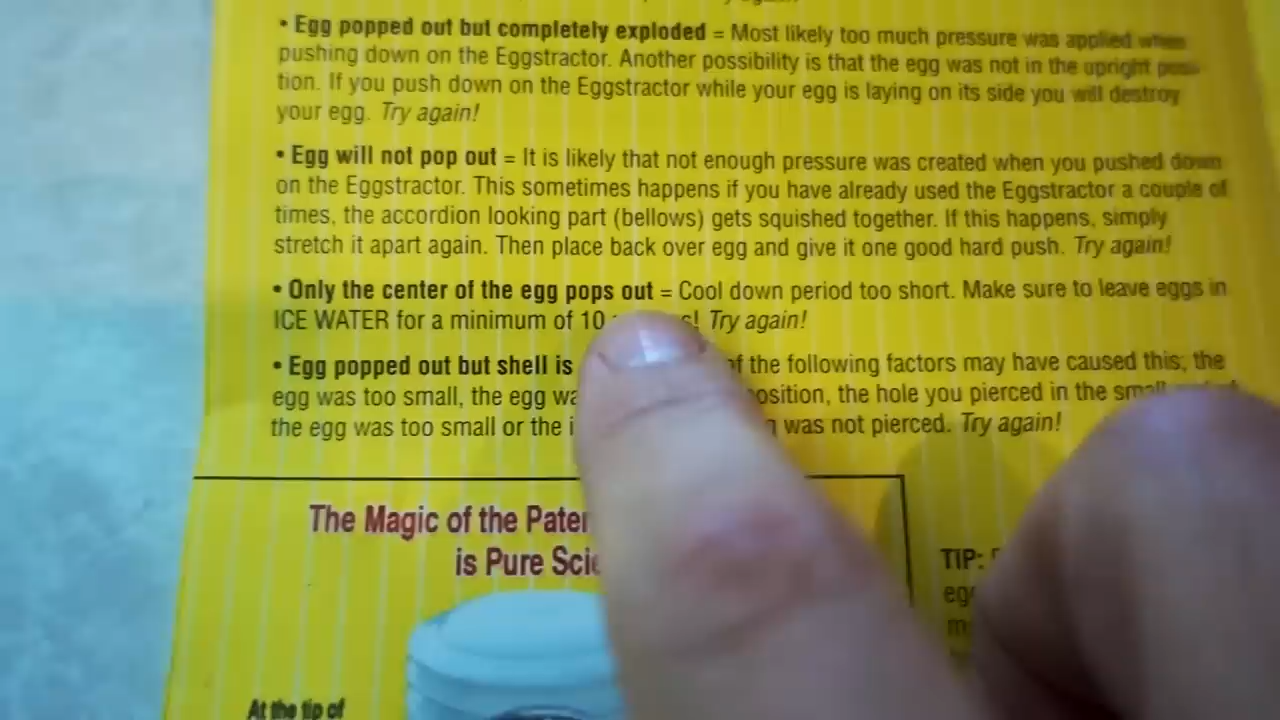 • Egg popped out but completely exploded = Most likely too much pressure was applied when
pushing down on the Eggstractor. Another possibility is that the egg was not in the upright posi-
tion. If you push down on the Eggstractor while your egg is laying on its side you will destroy
your egg. Try again!
• Egg will not pop out = It is likely that not enough pressure was created when you pushed down
on the Eggstractor. This sometimes happens if you have already used the Eggstractor a couple of
times, the accordion looking part (bellows) gets squished together. If this happens, simply
stretch it apart again. Then place back over egg and give it one good hard push. Try again!
• Only the center of the egg pops out = Cool down period too short. Make sure to leave eggs in
ICE WATER for a minimum of 10 Try again!
• Egg popped out but shell is of the following factors may have caused this; the
egg was too small, the egg the hole you pierced in the small
the egg was too small or the was not pierced. Try again!
The Magic of the
is Pure
TIP:
At the tip of